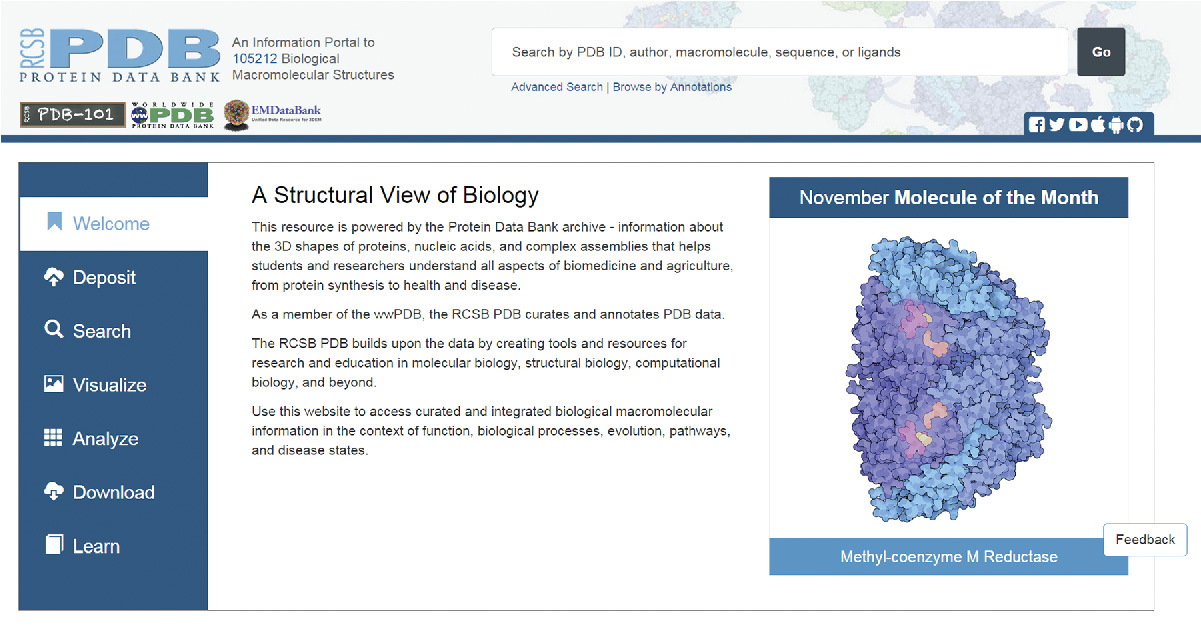 RCSB
PDB
PROTEIN DATA BANK
An Information Portal to
105212 Biological
Macromolecular Structures
Search by PDB ID, author, macromolecule, sequence, or ligands
Go
Advanced Search | Browse by Annotations
RCSB PDB-101
WORLDWIDE
PDB
PROTEIN DATA BANK
EMDataBank
Unified Data Resource for 3DEM
Welcome
Deposit
Search
Visualize
Analyze
Download
Learn
A Structural View of Biology
This resource is powered by the Protein Data Bank archive - information about
the 3D shapes of proteins, nucleic acids, and complex assemblies that helps
students and researchers understand all aspects of biomedicine and agriculture,
from protein synthesis to health and disease.
As a member of the wwPDB, the RCSB PDB curates and annotates PDB data.
The RCSB PDB builds upon the data by creating tools and resources for
research and education in molecular biology, structural biology, computational
biology, and beyond.
Use this website to access curated and integrated biological macromolecular
information in the context of function, biological processes, evolution, pathways,
and disease states.
November Molecule of the Month
Methyl-coenzyme M Reductase
Feedback